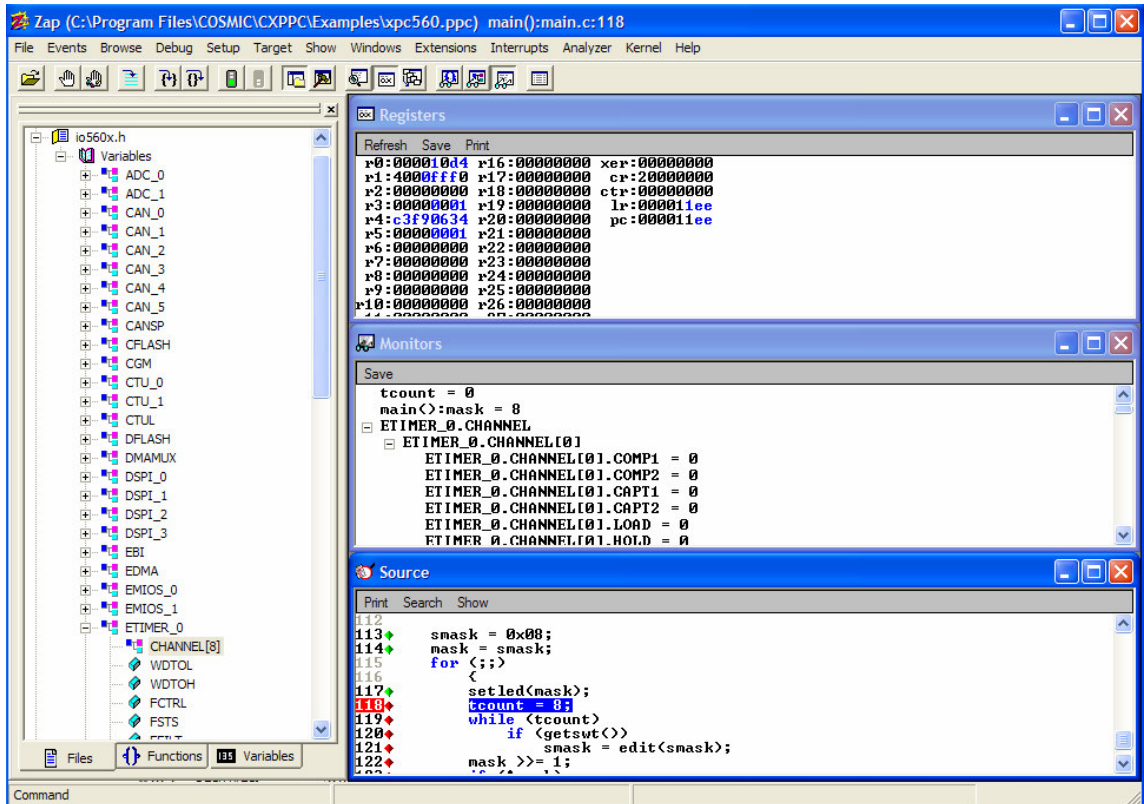 Zap (C:\Program Files\COSMIC\CXPPC\Examples\xpc560.ppc) main():main.c:118
File Events Browse Debug Setup Target Show Windows Extensions Interrupts Analyzer Kernel Help
io560x.h
Variables
ADC_0
ADC_1
CAN_0
CAN_1
CAN_2
CAN_3
CAN_4
CAN_5
CANSP
CFLASH
CGM
CTU_0
CTU_1
CTUL
DFLASH
DMAMUX
DSPI_0
DSPI_1
DSPI_2
DSPI_3
EBI
EDMA
EMIOS_0
EMIOS_1
ETIMER_0
CHANNEL[8]
WDTOL
WDTOH
FCTRL
FSTS
Files Functions Variables
Registers
Refresh Save Print
r0:000010d4 r16:00000000 xer:00000000
r1:4000fff0 r17:00000000 cr:20000000
r2:00000000 r18:00000000 ctr:00000000
r3:00000001 r19:00000000 lr:000011ee
r4:c3f90634 r20:00000000 pc:000011ee
r5:00000001 r21:00000000
r6:00000000 r22:00000000
r7:00000000 r23:00000000
r8:00000000 r24:00000000
r9:00000000 r25:00000000
r10:00000000 r26:00000000
Monitors
Save
tcount = 0
main():mask = 8
ETIMER_0.CHANNEL
ETIMER_0.CHANNEL[0]
ETIMER_0.CHANNEL[0].COMP1 = 0
ETIMER_0.CHANNEL[0].COMP2 = 0
ETIMER_0.CHANNEL[0].CAPT1 = 0
ETIMER_0.CHANNEL[0].CAPT2 = 0
ETIMER_0.CHANNEL[0].LOAD = 0
ETIMER_0.CHANNEL[0].HOLD = 0
Source
Print Search Show
112
113 smask = 0x08;
114 mask = smask;
115 for (;;)
116 {
117 setled(mask);
118 tcount = 8;
119 while (tcount)
120 if (getswt())
121 smask = edit(smask);
122 mask >>= 1;
Command